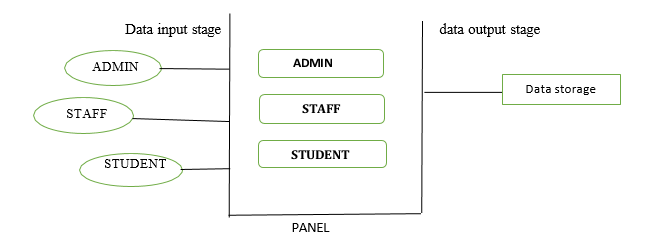 Data input stage
data output stage
ADMIN
ADMIN
Data storage
STAFF
STAFF
STUDENT
STUDENT
PANEL